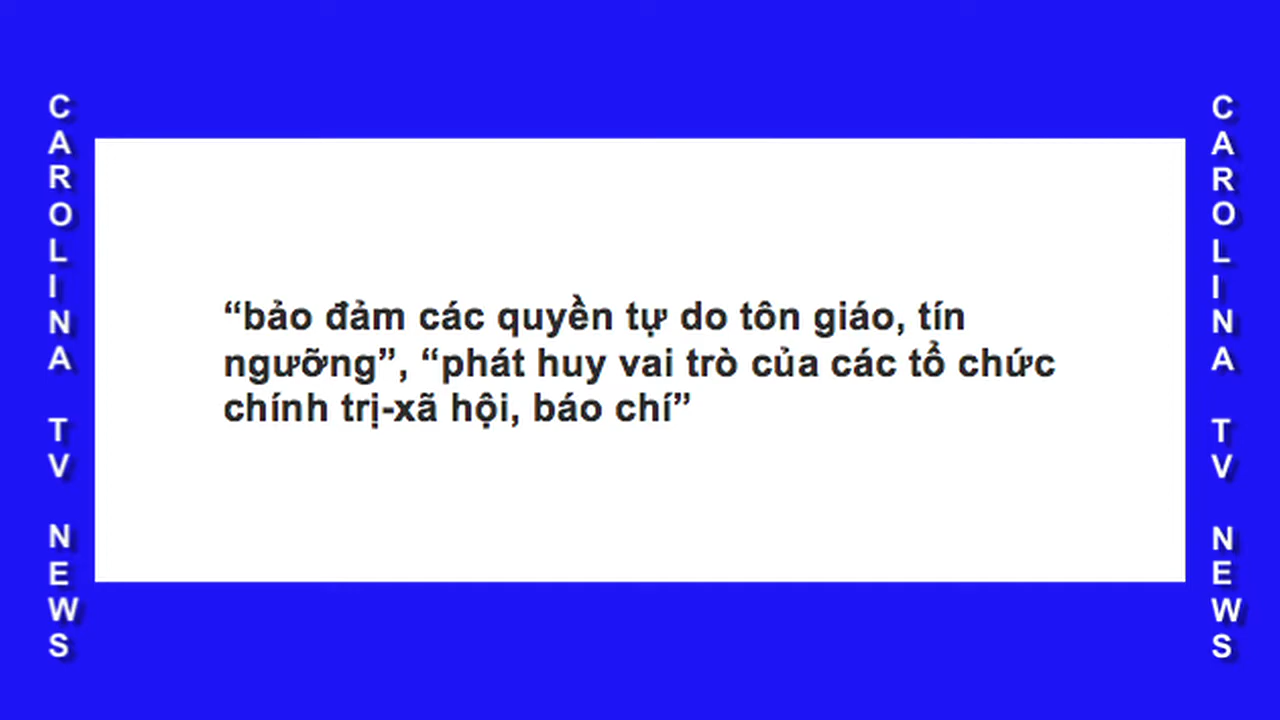 CAROLINA TV NEWS
“bảo đảm các quyền tự do tôn giáo, tín
ngưỡng”, “phát huy vai trò của các tổ chức
chính trị-xã hội, báo chí”
CAROLINA TV NEWS